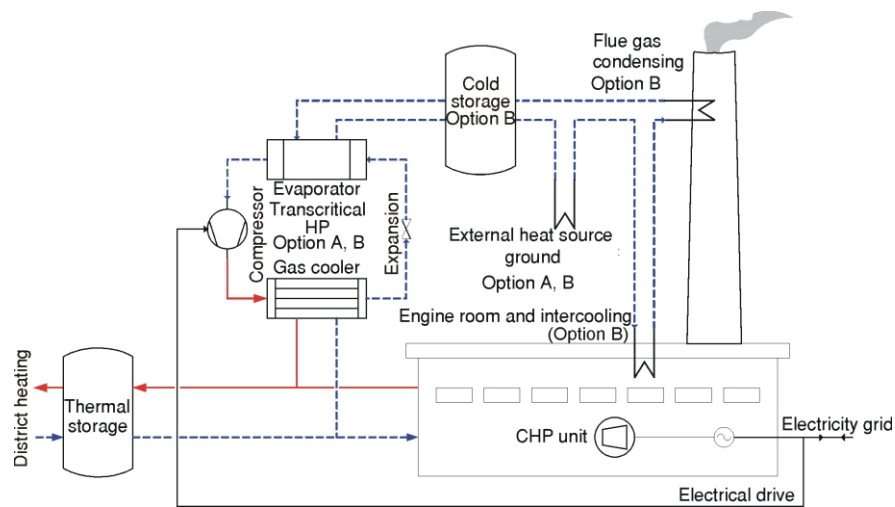 Flue gas
condensing
Option B
Cold
storage
Option B
Evaporator
Transcritical
HP
Option A, B
Gas cooler
Compressor
Expansion
External heat source
ground
Option A, B
Engine room and intercooling
(Option B)
District heating
Thermal
storage
CHP unit
Electricity grid
Electrical drive